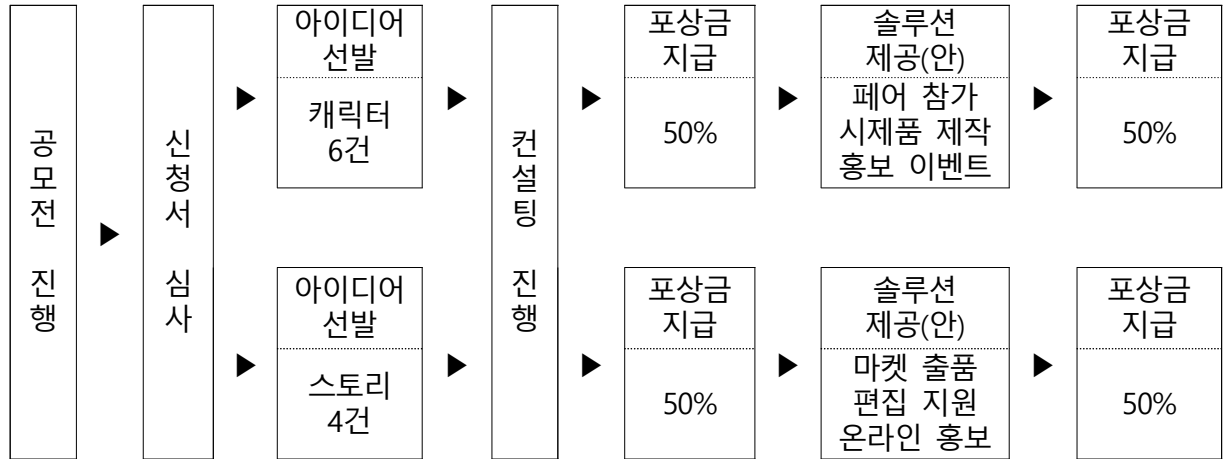 공모전 진행
▶
신청서 심사
▶
아이디어
선발
캐릭터
6건
▶
아이디어
선발
스토리
4건
▶
▶
컨설팅 진행
▶
포상금
지급
50%
▶
솔루션
제공(안)
페어 참가
시제품 제작
홍보 이벤트
▶
포상금
지급
50%
▶
포상금
지급
50%
▶
솔루션
제공(안)
마켓 출품
편집 지원
온라인 홍보
▶
포상금
지급
50%